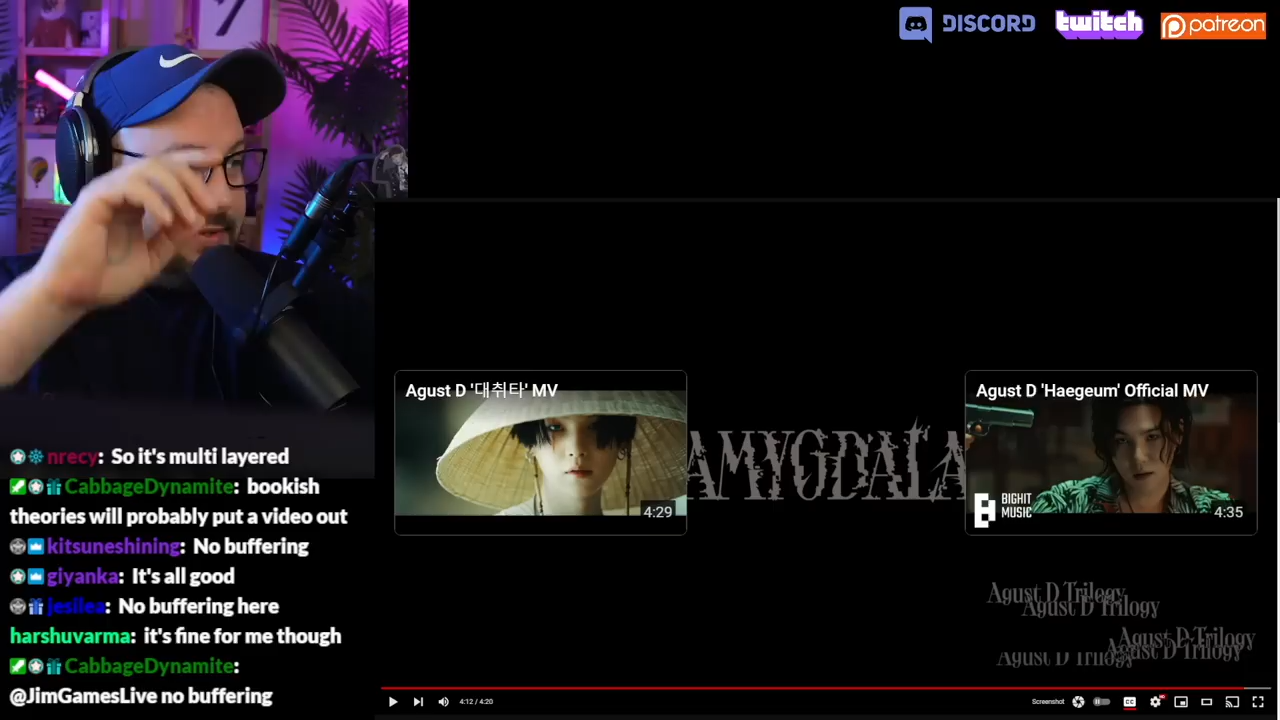 DISCORD
twitch
patreon
Agust D '대취타' MV
4:29
AMYGDALA
Agust D 'Haegeum' Official MV
BIGHIT
MUSIC
4:35
Agust D Trilogy
Agust D Trilogy
Agust D Trilogy
Agust D Trilogy
Agust D Trilogy
nrecy: So it's multi layered
CabbageDynamite: bookish
theories will probably put a video out
kitsuneshining: No buffering
giyanka: It's all good
jesilea: No buffering here
harshuvarma: it's fine for me though
CabbageDynamite:
@JimGamesLive no buffering
4:12 / 4:20
Screenshot
CC
HD